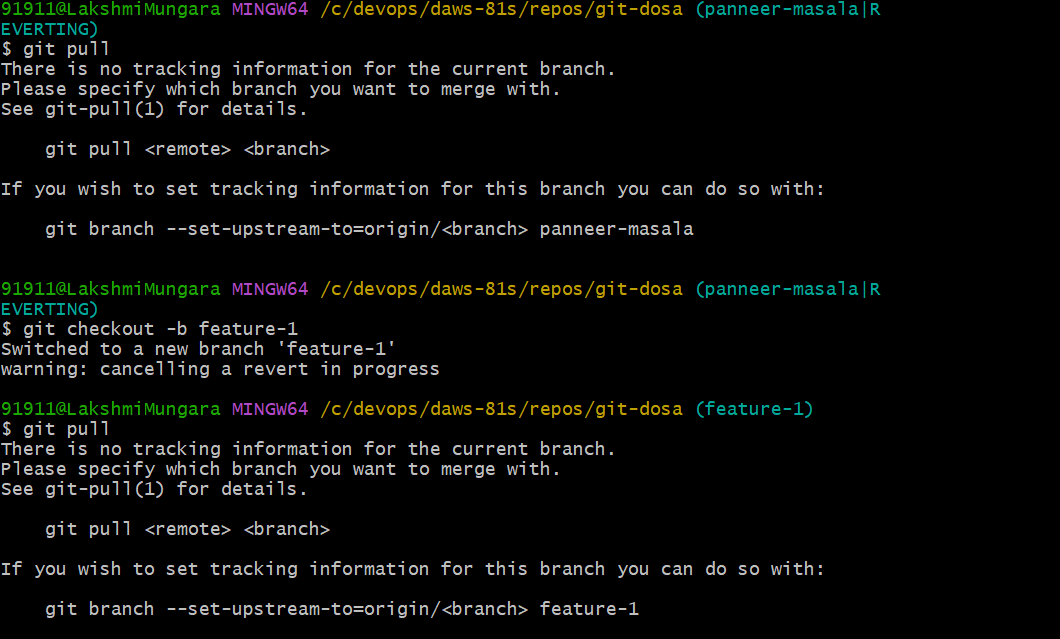 91911@LakshmiMungara MINGW64 /c/devops/daws-81s/repos/git-dosa (panneer-masala|R
EVERTING)
$ git pull
There is no tracking information for the current branch.
Please specify which branch you want to merge with.
See git-pull(1) for details.
git pull <remote> <branch>
If you wish to set tracking information for this branch you can do so with:
git branch --set-upstream-to=origin/<branch> panneer-masala
91911@LakshmiMungara MINGW64 /c/devops/daws-81s/repos/git-dosa (panneer-masala|R
EVERTING)
$ git checkout -b feature-1
Switched to a new branch 'feature-1'
warning: cancelling a revert in progress
91911@LakshmiMungara MINGW64 /c/devops/daws-81s/repos/git-dosa (feature-1)
$ git pull
There is no tracking information for the current branch.
Please specify which branch you want to merge with.
See git-pull(1) for details.
git pull <remote> <branch>
If you wish to set tracking information for this branch you can do so with:
git branch --set-upstream-to=origin/<branch> feature-1